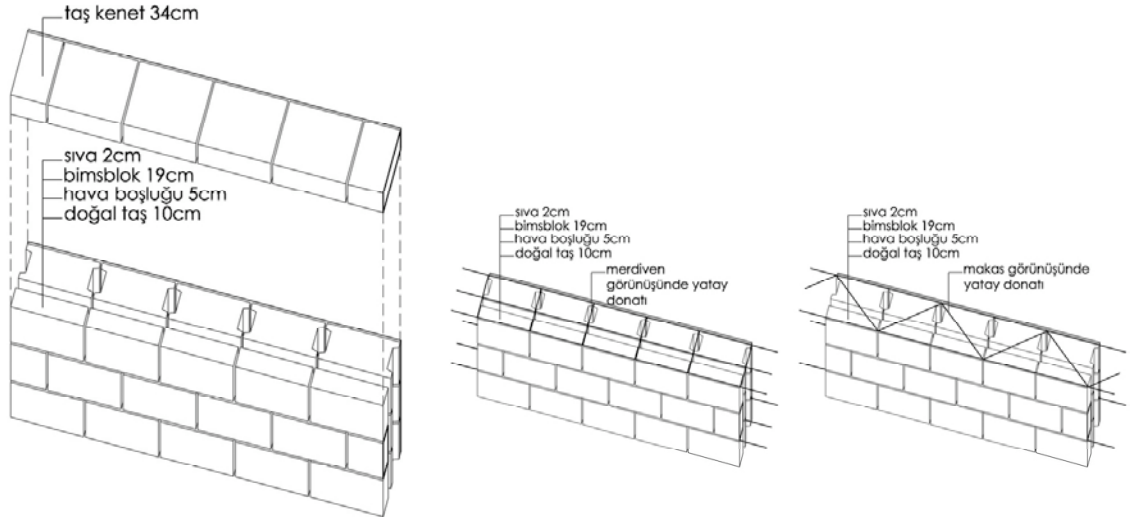 taş kenet 34cm
sıva 2cm
bimsblok 19cm
hava boşluğu 5cm
doğal taş 10cm
sıva 2cm
bimsblok 19cm
hava boşluğu 5cm
doğal taş 10cm
merdiven
görünüşünde yatay
donatı
sıva 2cm
bimsblok 19cm
hava boşluğu 5cm
doğal taş 10cm
makas görünüşünde
yatay donatı